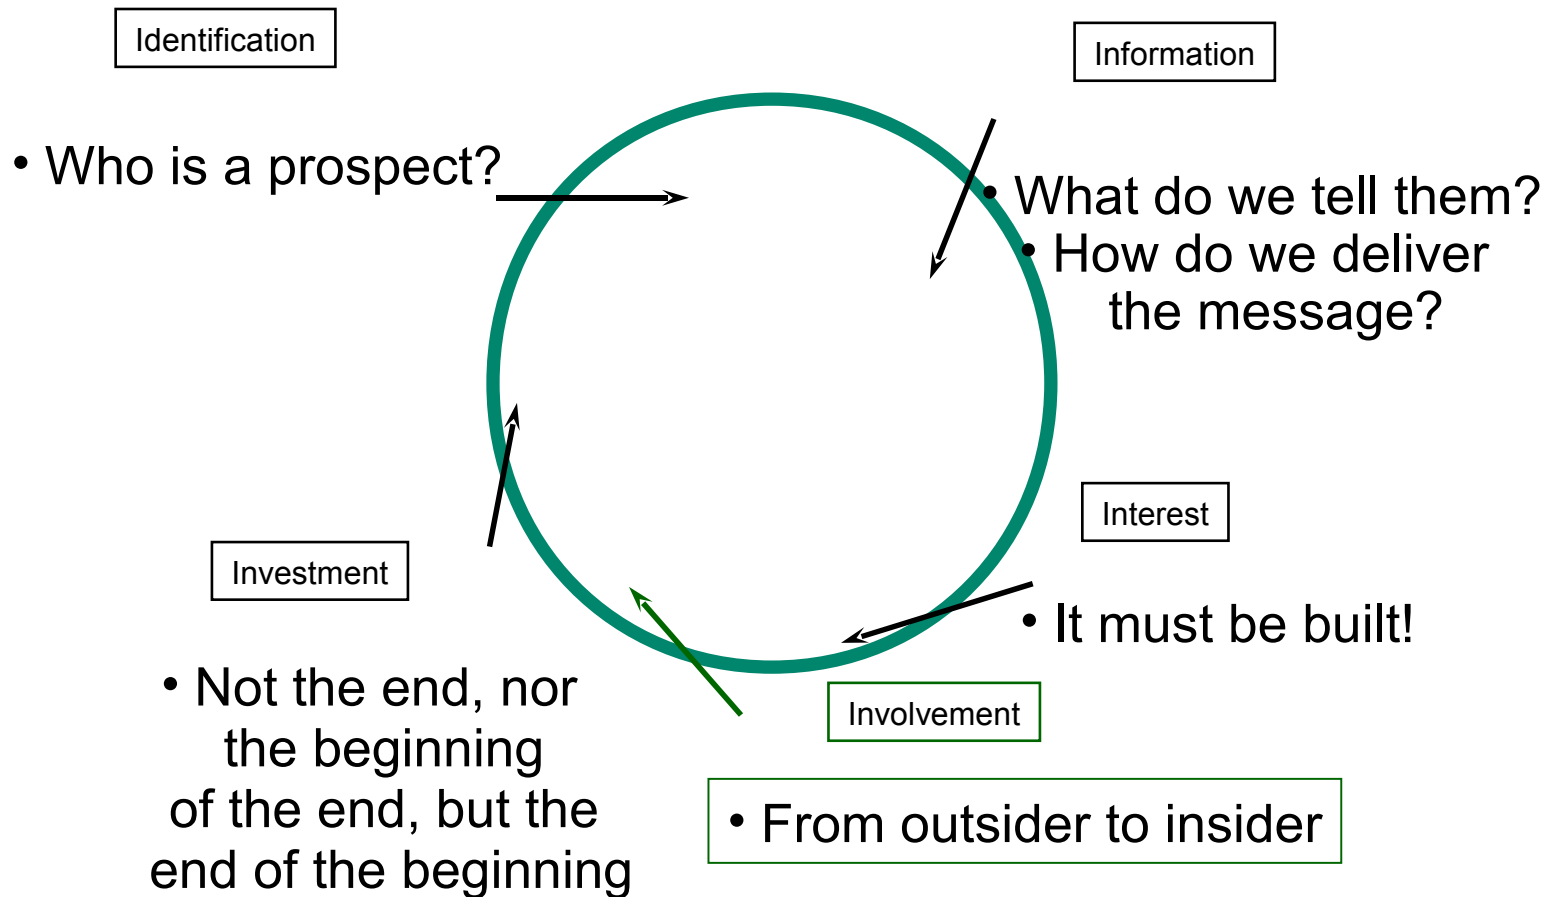 Identification
• Who is a prospect?
Information
• What do we tell them?
• How do we deliver
the message?
Interest
• It must be built!
Involvement
• From outsider to insider
Investment
• Not the end, nor
the beginning
of the end, but the
end of the beginning